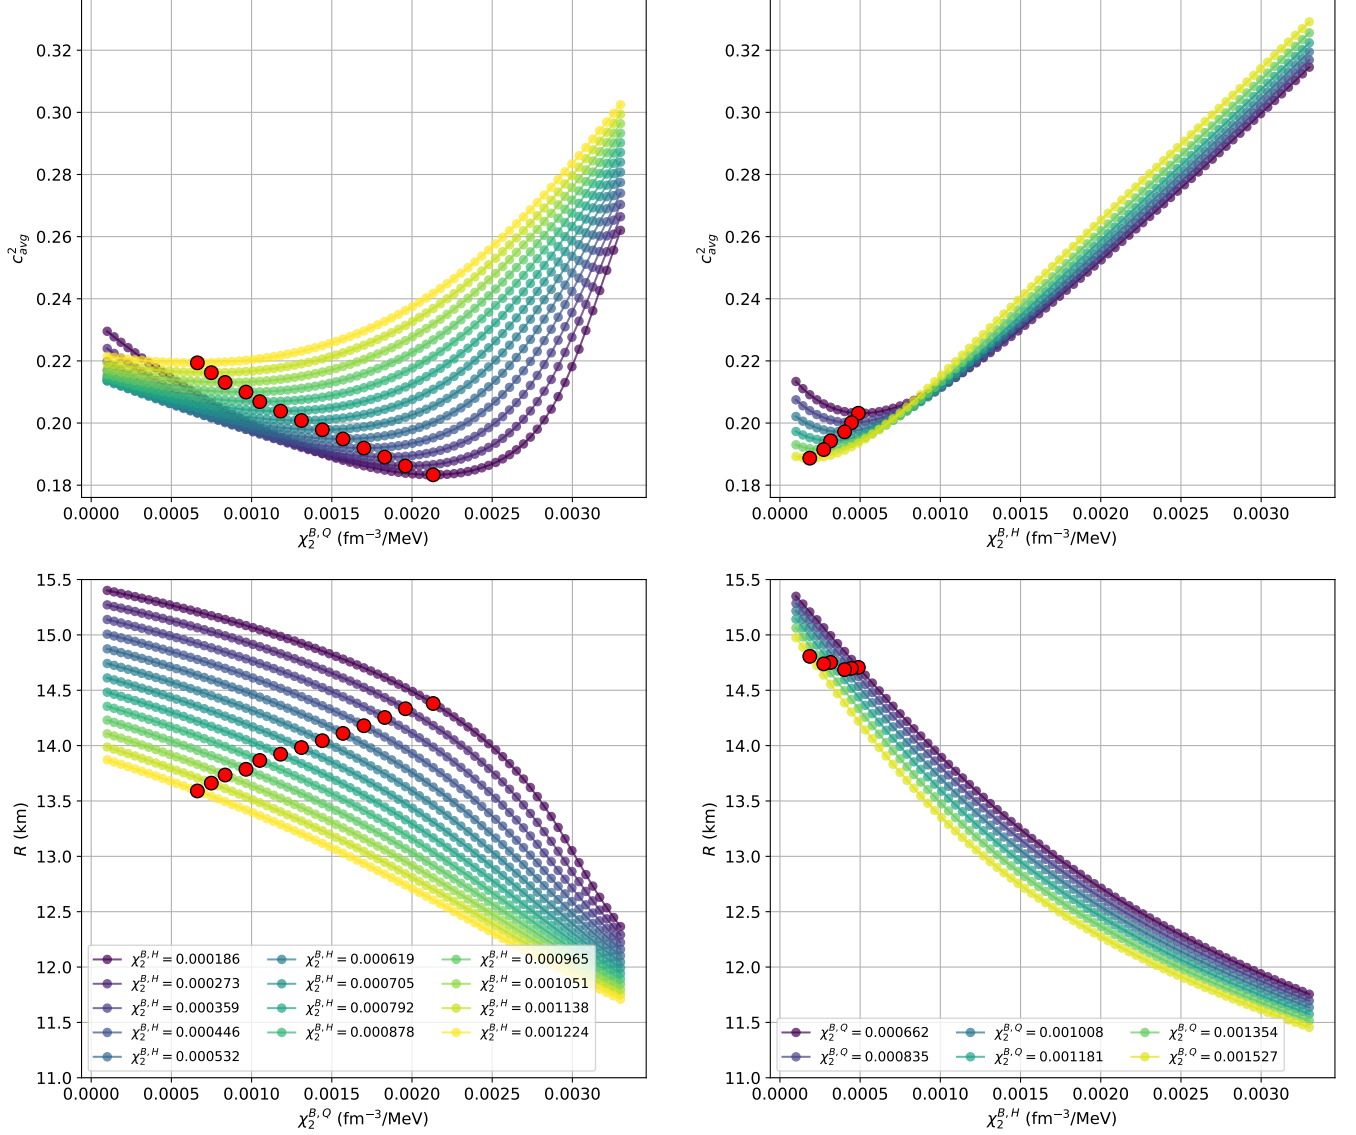 0.32
0.30
0.28
0.26
0.24
0.22
0.20
0.18
c²avg
0.0000 0.0005 0.0010 0.0015 0.0020 0.0025 0.0030
χ₂^{B,Q} (fm⁻³/MeV)
0.32
0.30
0.28
0.26
0.24
0.22
0.20
0.18
c²avg
0.0000 0.0005 0.0010 0.0015 0.0020 0.0025 0.0030
χ₂^{B,H} (fm⁻³/MeV)
15.5
15.0
14.5
14.0
13.5
13.0
12.5
12.0
11.5
11.0
R (km)
χ₂^{B,H} = 0.000186
χ₂^{B,H} = 0.000273
χ₂^{B,H} = 0.000359
χ₂^{B,H} = 0.000446
χ₂^{B,H} = 0.000532
χ₂^{B,H} = 0.000619
χ₂^{B,H} = 0.000705
χ₂^{B,H} = 0.000792
χ₂^{B,H} = 0.000878
χ₂^{B,H} = 0.000965
χ₂^{B,H} = 0.001051
χ₂^{B,H} = 0.001138
χ₂^{B,H} = 0.001224
0.0000 0.0005 0.0010 0.0015 0.0020 0.0025 0.0030
χ₂^{B,Q} (fm⁻³/MeV)
15.5
15.0
14.5
14.0
13.5
13.0
12.5
12.0
11.5
11.0
R (km)
χ₂^{B,Q} = 0.000662
χ₂^{B,Q} = 0.000835
χ₂^{B,Q} = 0.001008
χ₂^{B,Q} = 0.001181
χ₂^{B,Q} = 0.001354
χ₂^{B,Q} = 0.001527
0.0000 0.0005 0.0010 0.0015 0.0020 0.0025 0.0030
χ₂^{B,H} (fm⁻³/MeV)